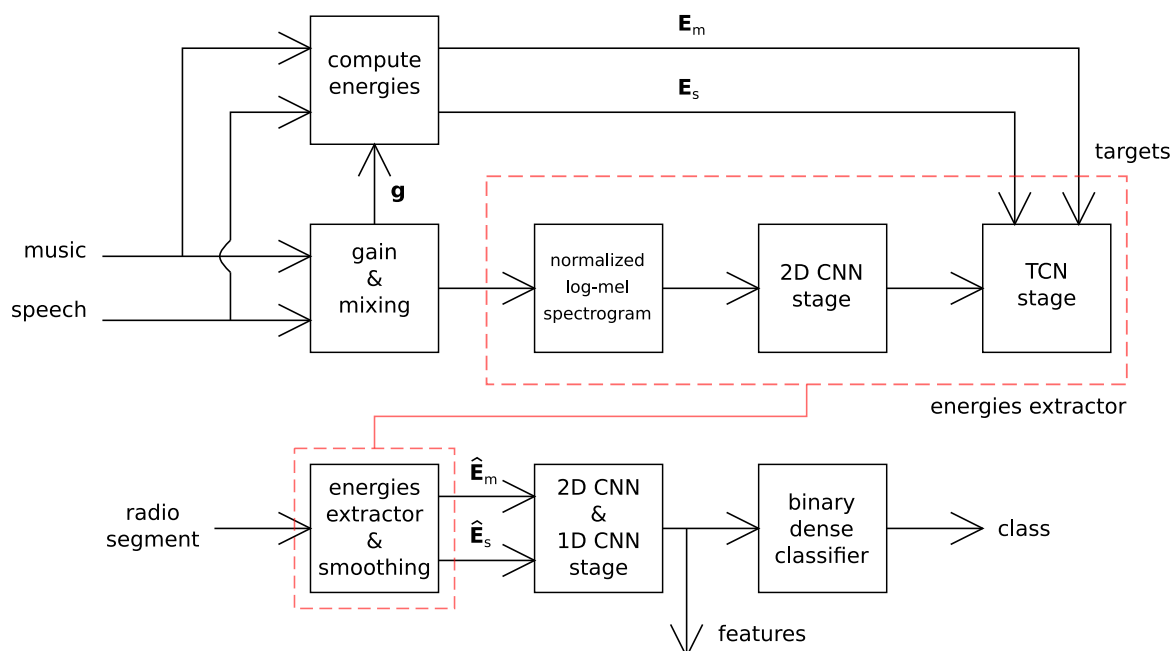 E_m
compute
energies
E_s
targets
g
music
gain
&
mixing
normalized
log-mel
spectrogram
2D CNN
stage
TCN
stage
speech
energies extractor
radio
segment
energies
extractor
&
smoothing
Ê_m
Ê_s
2D CNN
&
1D CNN
stage
binary
dense
classifier
class
features